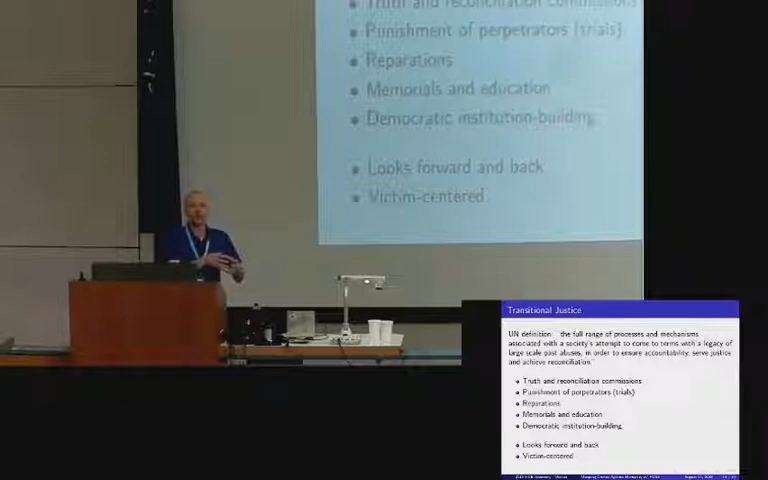 Truth and reconciliation commissions
Punishment of perpetrators (trials)
Reparations
Memorials and education
Democratic institution-building
Looks forward and back
Victim-centered
Transitional Justice
UN definition: "the full range of processes and mechanisms
associated with a society's attempt to come to terms with a legacy of
large scale past abuses, in order to ensure accountability, serve justice
and achieve reconciliation."
Truth and reconciliation commissions
Punishment of perpetrators (trials)
Reparations
Memorials and education
Democratic institution-building
Looks forward and back
Victim-centered